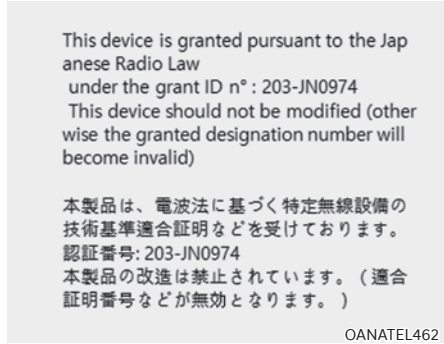 This device is granted pursuant to the Jap
anese Radio Law
under the grant ID n° : 203-JN0974
This device should not be modified (other
wise the granted designation number will
become invalid)
本製品は、電波法に基づく特定無線設備の
技術基準適合証明などを受けております。
認証番号: 203-JN0974
本製品の改造は禁止されています。(適合
証明番号などが無効となります。)
OANATEL462